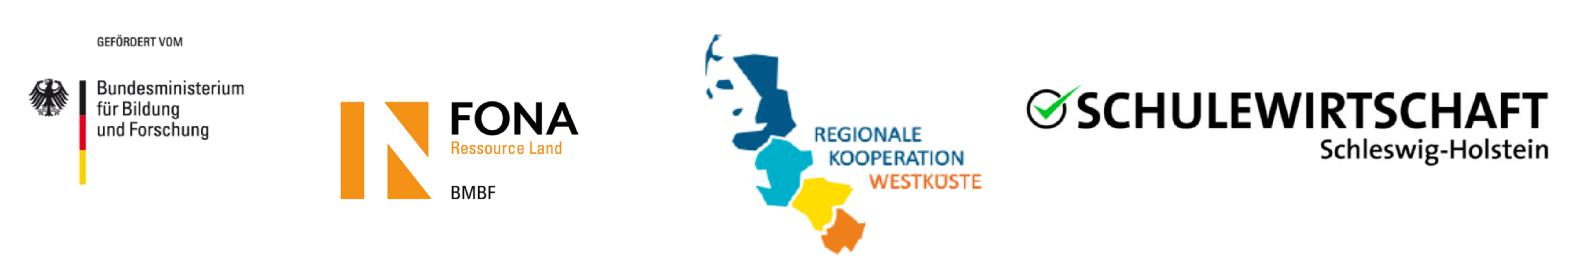 GEFÖRDERT VOM
Bundesministerium
für Bildung
und Forschung
FONA
Ressource Land
BMBF
REGIONALE
KOOPERATION
WESTKÜSTE
SCHULEWIRTSCHAFT
Schleswig-Holstein